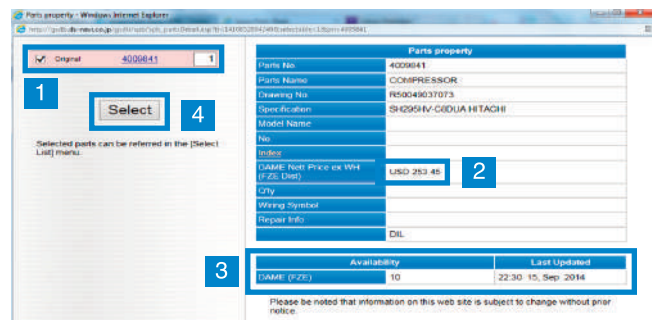 Parts property - Windows Internet Explorer
Original 4009841 1
1
Select 4
Selected parts can be referred in the [Select
List] menu.
Parts property
Parts No. 4009841
Parts Name COMPRESSOR
Drawing No. R50049037073
Specification SH295HV-C8DUA HITACHI
Model Name
No
Index
DAME Nett Price ex WH
(FZE Dist) USD 253.45 2
Q'ty
Wiring Symbol
Repair Info
DIL
3
Availability Last Updated
DAME (FZE) 10 22:30 15, Sep. 2014
Please be noted that information on this web site is subject to change without prior
notice.